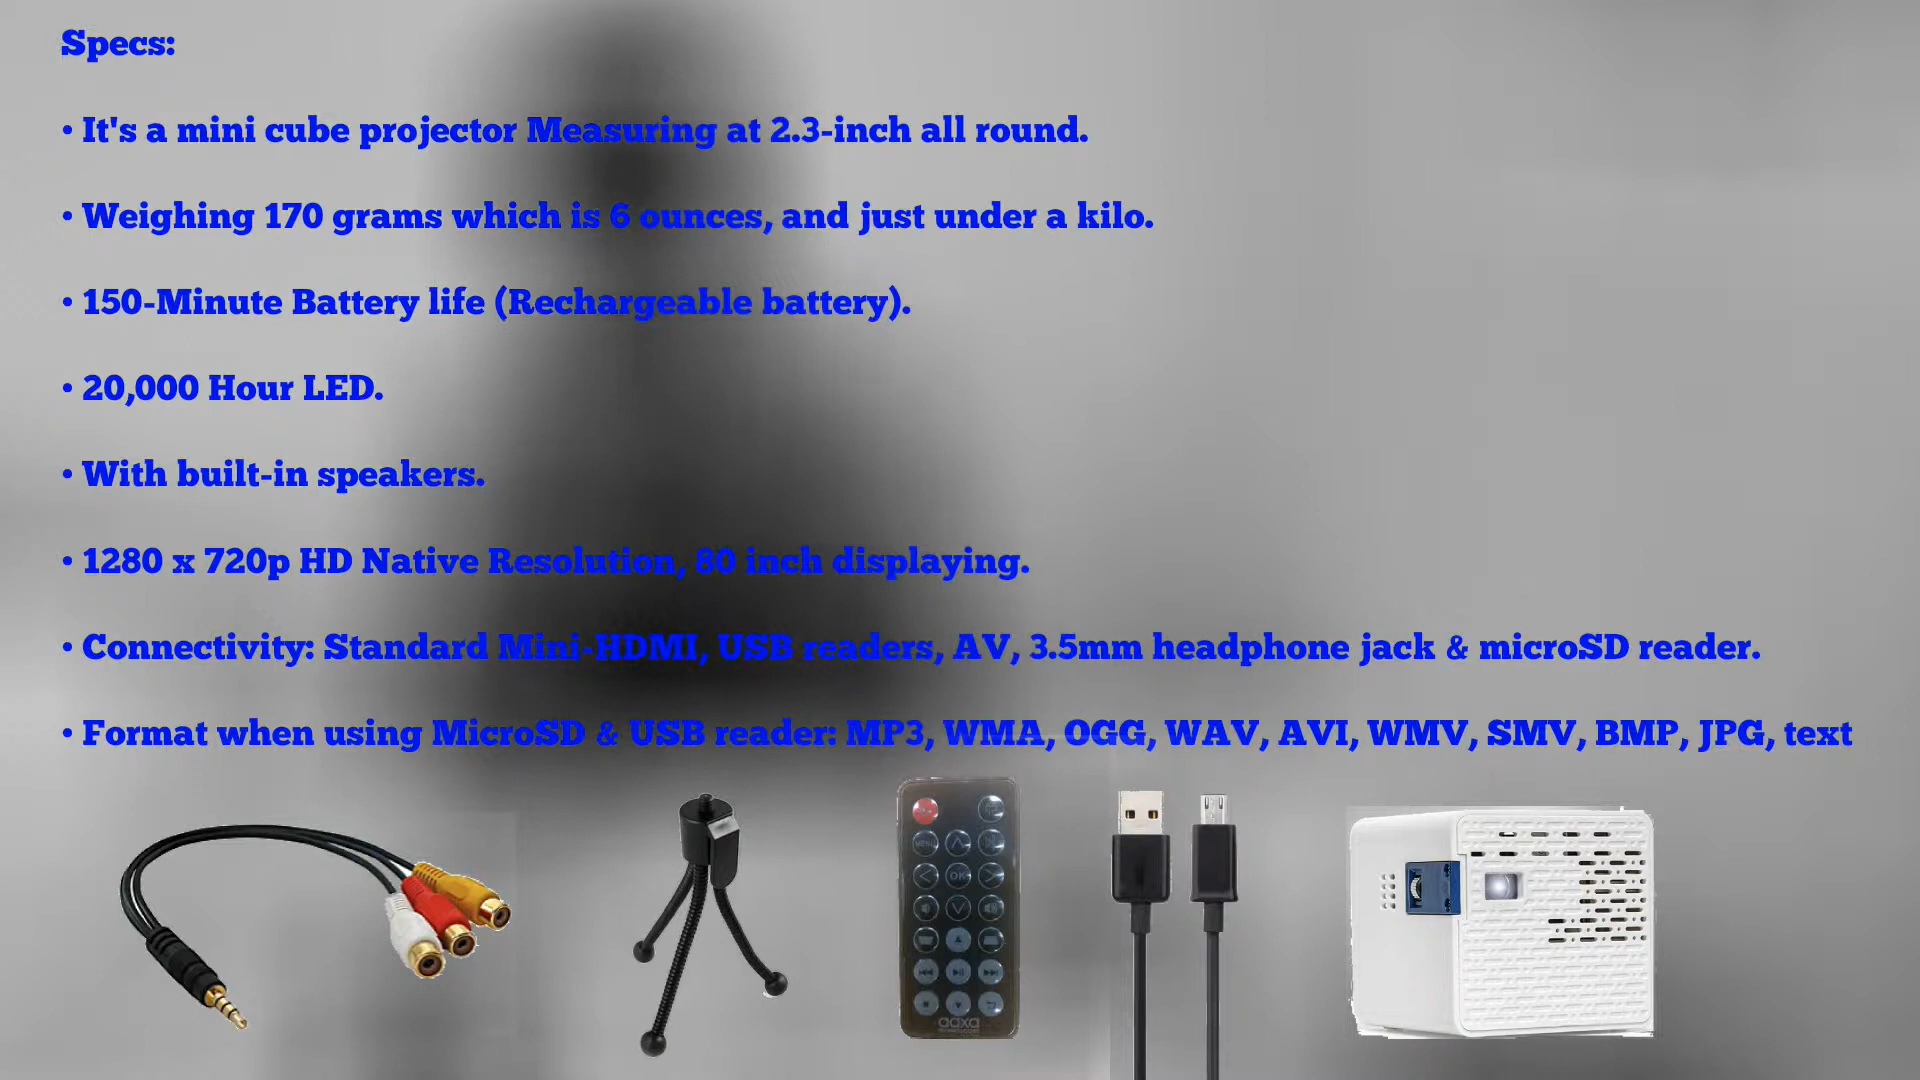 Specs:
• It's a mini cube projector Measuring at 2.3-inch all round.
• Weighing 170 grams which is 6 ounces, and just under a kilo.
• 150-Minute Battery life (Rechargeable battery).
• 20,000 Hour LED.
• With built-in speakers.
• 1280 x 720p HD Native Resolution, 80 inch displaying.
• Connectivity: Standard Mini-HDMI, USB readers, AV, 3.5mm headphone jack & microSD reader.
• Format when using MicroSD & USB reader: MP3, WMA, OGG, WAV, AVI, WMV, SMV, BMP, JPG, text
MENU
OK
aaxa